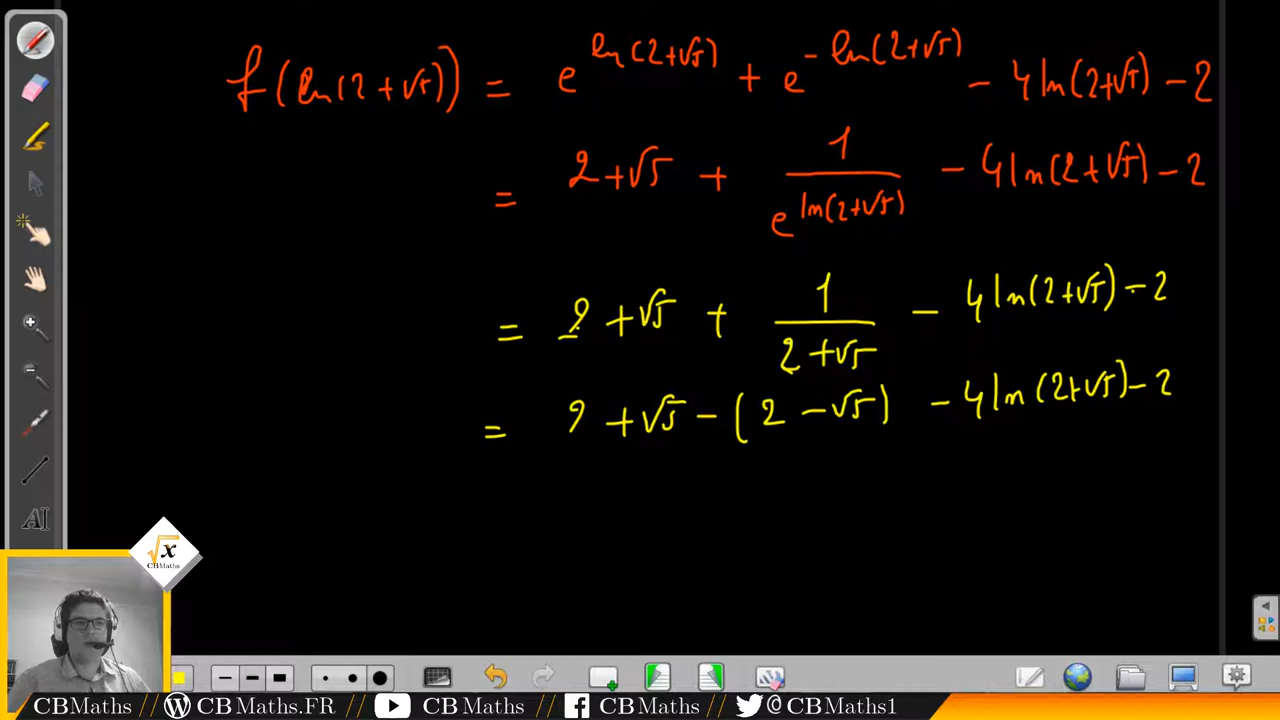 f(ln(2+√5)) = e^{ln(2+√5)} + e^{-ln(2+√5)} - 4ln(2+√5) - 2
= 2+√5 + 1/e^{ln(2+√5)} - 4ln(2+√5) - 2
= 2+√5 + 1/(2+√5) - 4ln(2+√5) - 2
= 2+√5 - (2-√5) - 4ln(2+√5) - 2
AI
√x
CBMaths
CBMaths CBMaths.FR CBMaths CBMaths @CBMaths1